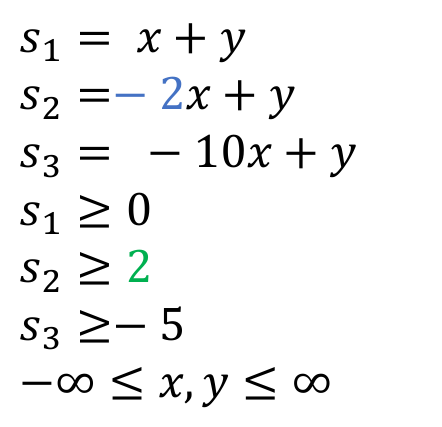 s₁ = x + y
s₂ =− 2x + y
s₃ = − 10x + y
s₁ ≥ 0
s₂ ≥ 2
s₃ ≥− 5
−∞ ≤ x, y ≤ ∞